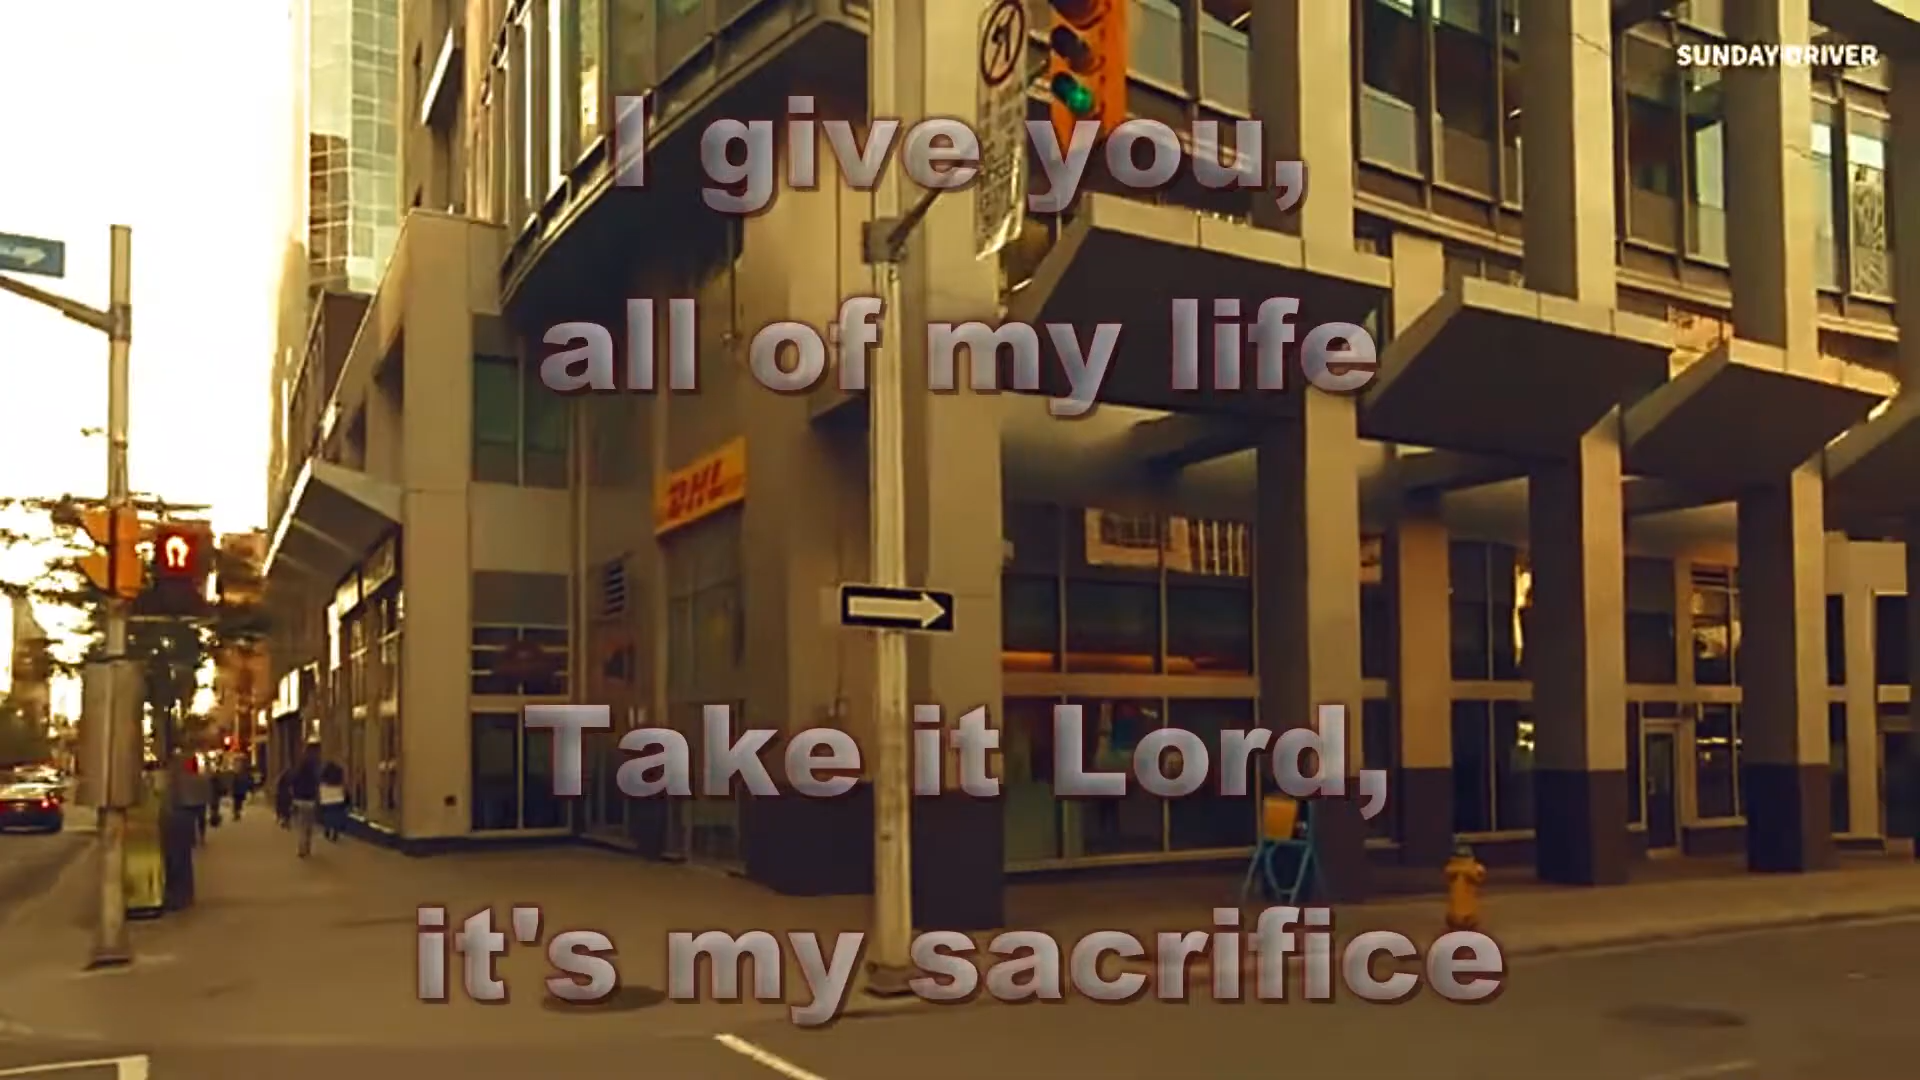 SUNDAY DRIVER
I give you,
all of my life
DHL
Take it Lord,
it's my sacrifice